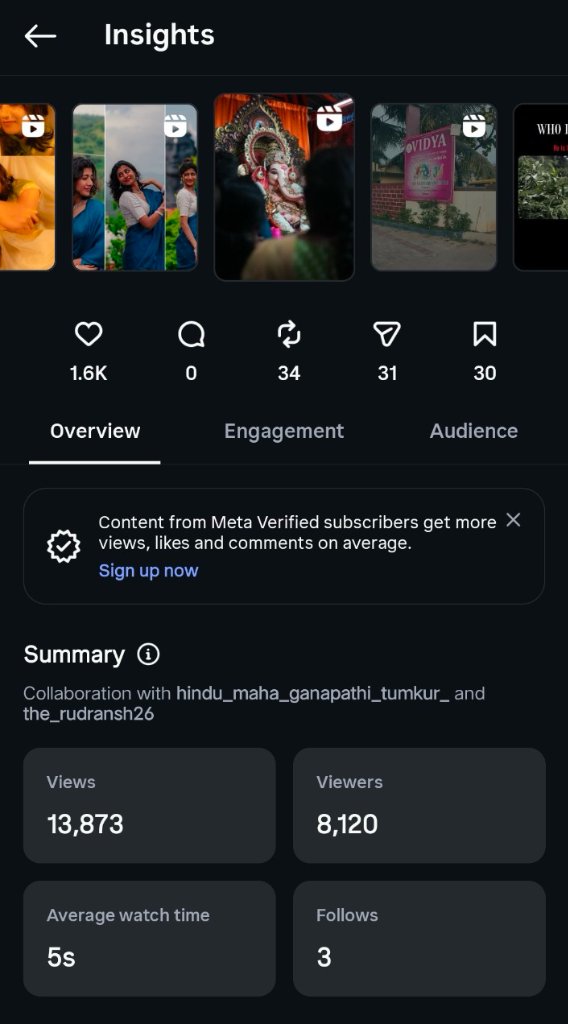 Insights
VIDYA
WHO
1.6K
0
34
31
30
Overview
Engagement
Audience
Content from Meta Verified subscribers get more
views, likes and comments on average.
Sign up now
Summary
Collaboration with hindu_maha_ganapathi_tumkur_ and
the_rudransh26
Views
Viewers
13,873
8,120
Average watch time
Follows
5s
3